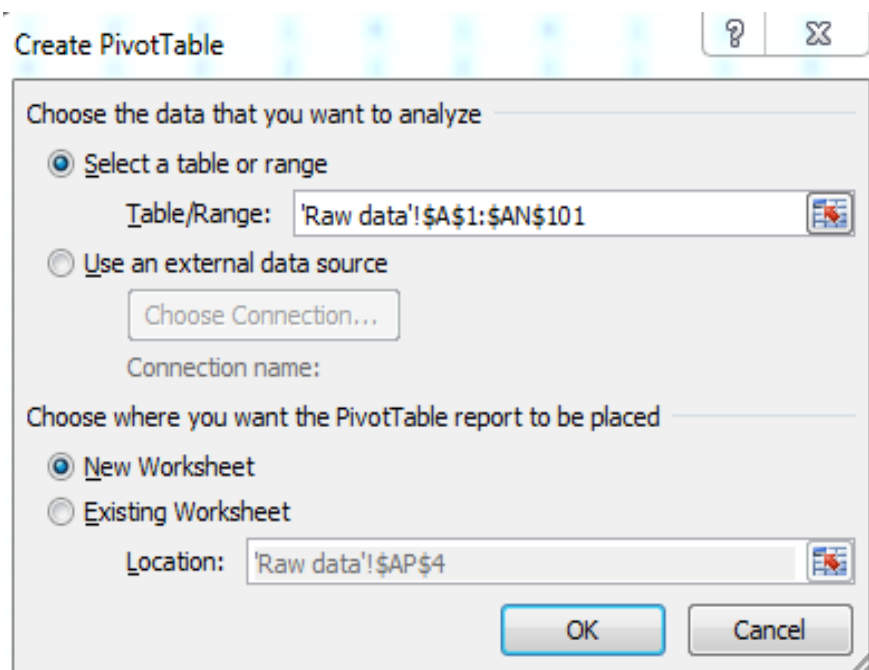 Create PivotTable
?
Choose the data that you want to analyze
Select a table or range
Table/Range: 'Raw data'!$A$1:$AN$101
Use an external data source
Choose Connection...
Connection name:
Choose where you want the PivotTable report to be placed
New Worksheet
Existing Worksheet
Location: 'Raw data'!$AP$4
OK Cancel